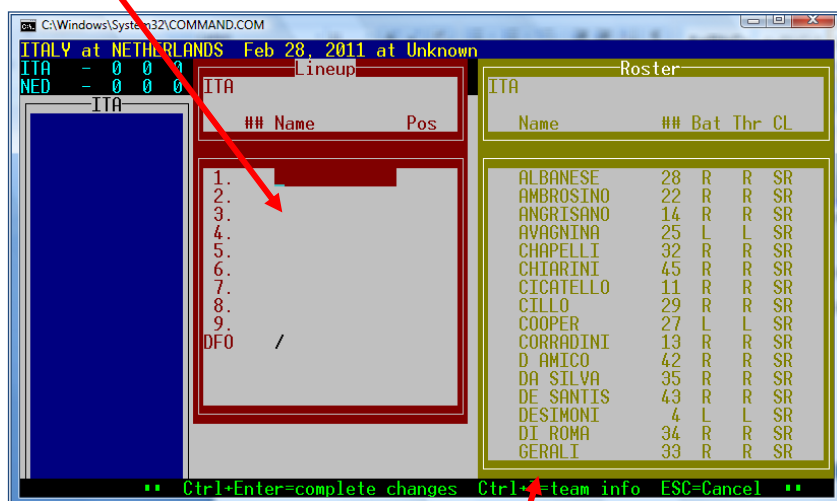 C:\Windows\System32\COMMAND.COM
ITALY at NETHERLANDS Feb 28, 2011 at Unknown
ITA - 0 0 0
NED - 0 0 0
ITA
Lineup
ITA
## Name Pos
1.
2.
3.
4.
5.
6.
7.
8.
9.
DFO /
Roster
ITA
Name ## Bat Thr CL
ALBANESE 28 R R SR
AMBROSINO 22 R R SR
ANGRISANO 14 R R SR
AVAGNINA 25 L L SR
CHAPELLI 32 R R SR
CHIARINI 45 R R SR
CICATELLO 11 R R SR
CILLO 29 R R SR
COOPER 27 L L SR
CORRADINI 13 R R SR
D AMICO 42 R R SR
DA SILVA 35 R R SR
DE SANTIS 43 R R SR
DESIMONI 4 L L SR
DI ROMA 34 R R SR
GERALI 33 R R SR
Ctrl+Enter=complete changes Ctrl+ =team info ESC=Cancel